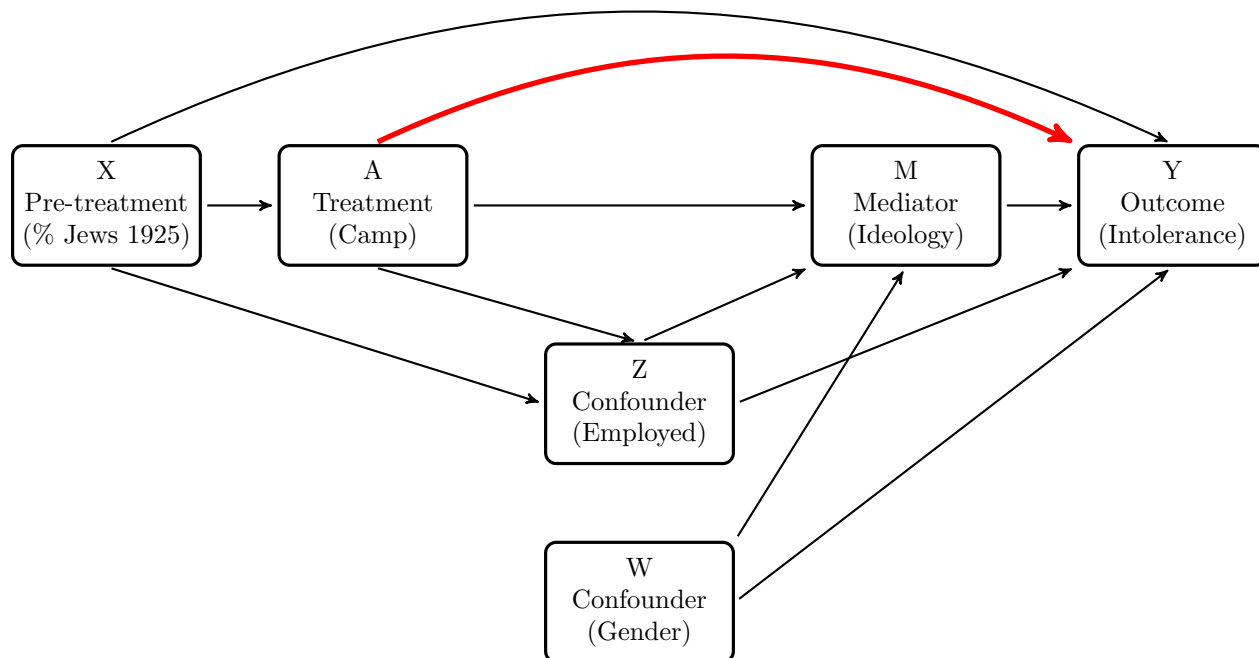 X
Pre-treatment
(% Jews 1925)
A
Treatment
(Camp)
M
Mediator
(Ideology)
Y
Outcome
(Intolerance)
Z
Confounder
(Employed)
W
Confounder
(Gender)